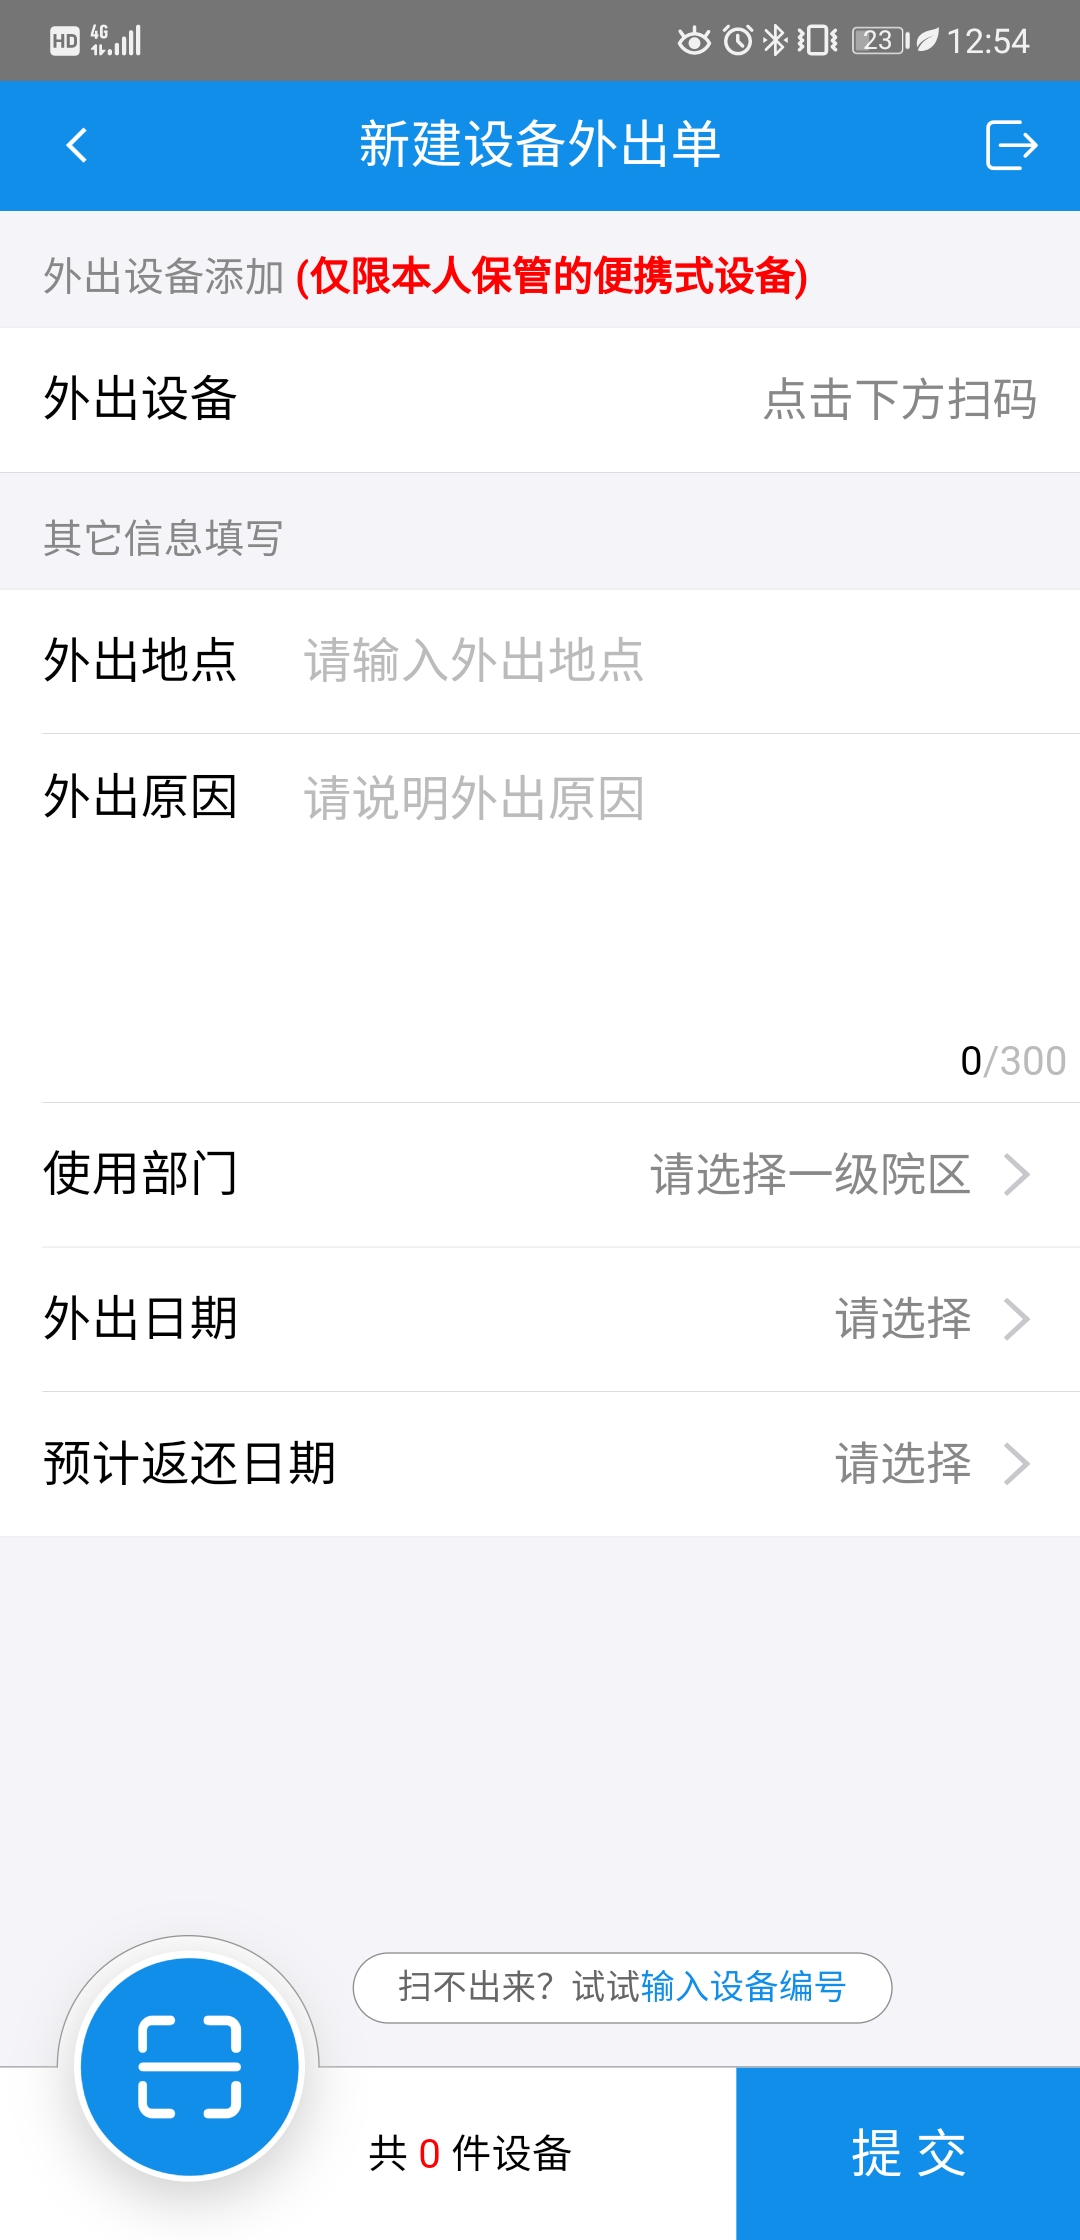 HD 4G 23 12:54
新建设备外出单
外出设备添加 (仅限本人保管的便携式设备)
外出设备 点击下方扫码
其它信息填写
外出地点 请输入外出地点
外出原因 请说明外出原因
0/300
使用部门 请选择一级院区
外出日期 请选择
预计返还日期 请选择
扫不出来？试试输入设备编号
共 0 件设备 提 交